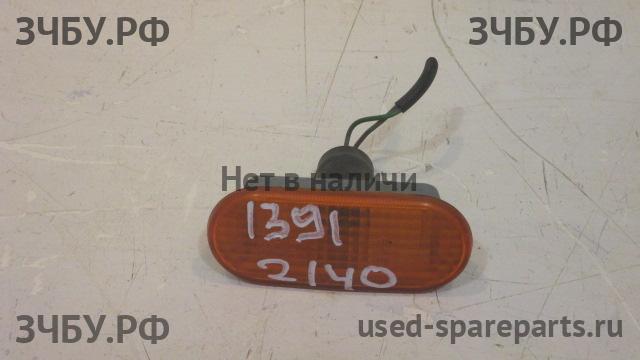 ЗЧБУ.РФ ЗЧБУ.РФ
Нет в наличи
1391
2140
ЗЧБУ.РФ used-spareparts.ru